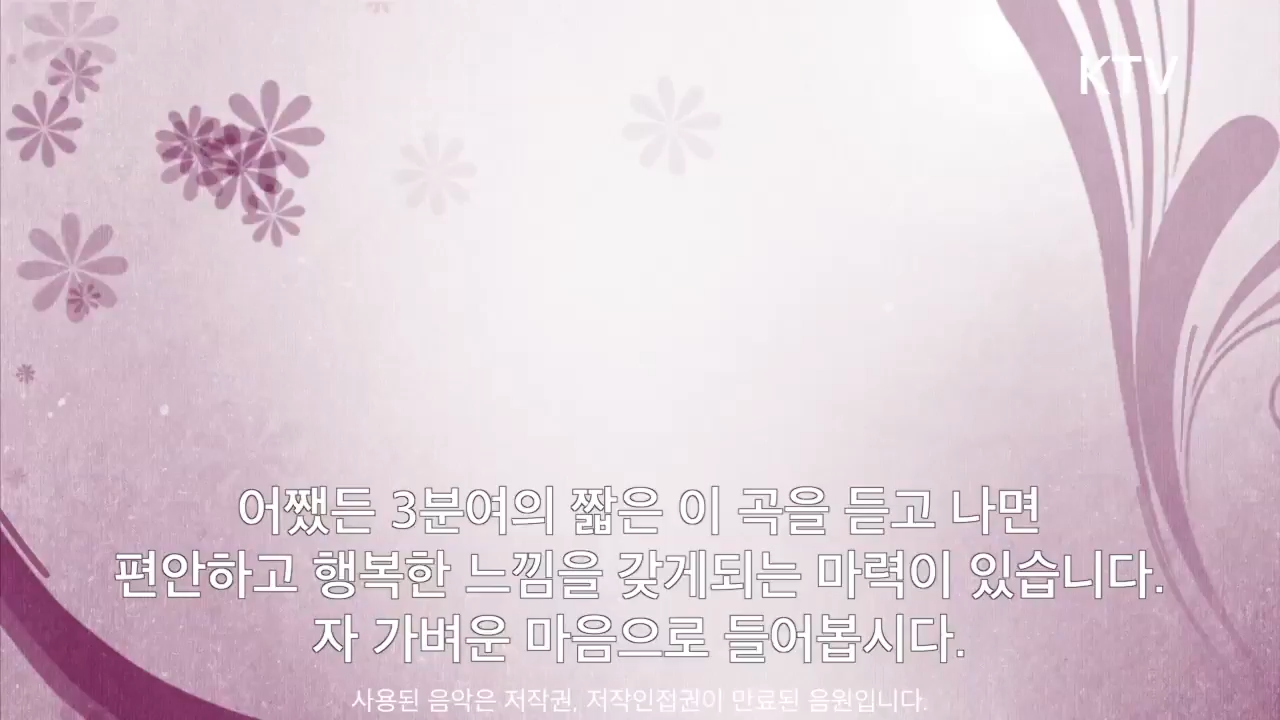 KTV
어쨌든 3분여의 짧은 이 곡을 듣고 나면
편안하고 행복한 느낌을 갖게되는 마력이 있습니다.
자 가벼운 마음으로 들어봅시다.
사용된 음악은 저작권, 저작인접권이 만료된 음원입니다.